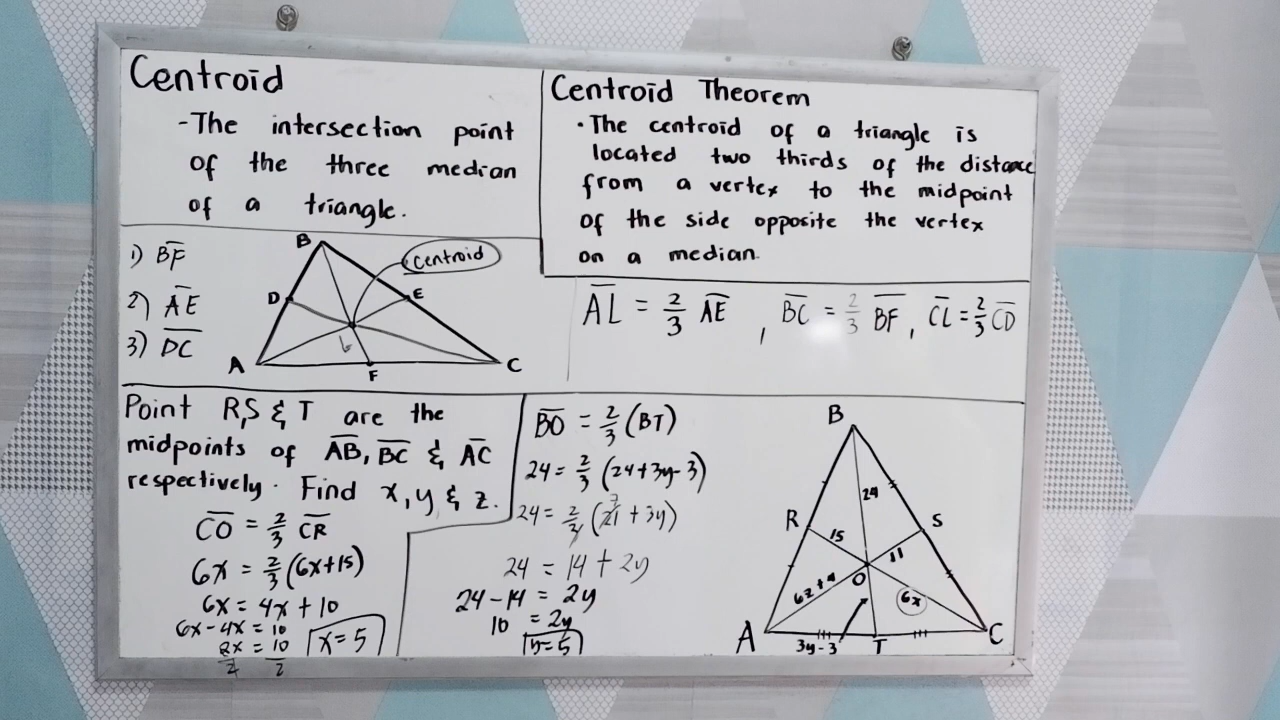 Centroid
-The intersection point
of the three median
of a triangle.
Centroid Theorem
• The centroid of a triangle is
located two thirds of the distance
from a vertex to the midpoint
of the side opposite the vertex
on a median.
1) BF
2) AE
3) DC
B
Centroid
D
E
L
A
F
C
AL = 2/3 AE , BC = 2/3 BF, CL = 2/3 CD
Point R,S & T are the
midpoints of AB, BC & AC
respectively. Find x, y & z.
CO = 2/3 CR
6x = 2/3 (6x+15)
6x = 4x + 10
6x - 4x = 10
2x = 10
2 2
x = 5
BO = 2/3 (BT)
24 = 2/3 (24+3y-3)
24 = 2/3 (21 + 3y)
7
24 = 14 + 2y
24 - 14 = 2y
10 = 2y
y = 5
B
24
R
S
15
11
O
6z+4
6x
A
T
C
3y-3